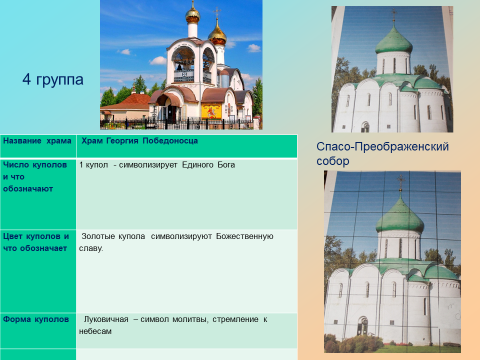 4 группа
Название храма Храм Георгия Победоносца
Число куполов 1 купол - символизирует Единого Бога
и что
обозначают
Цвет куполов и Золотые купола символизируют Божественную
что обозначает славу.
Форма куполов Луковичная – символ молитвы, стремление к
небесам
Спасо-Преображенский
собор